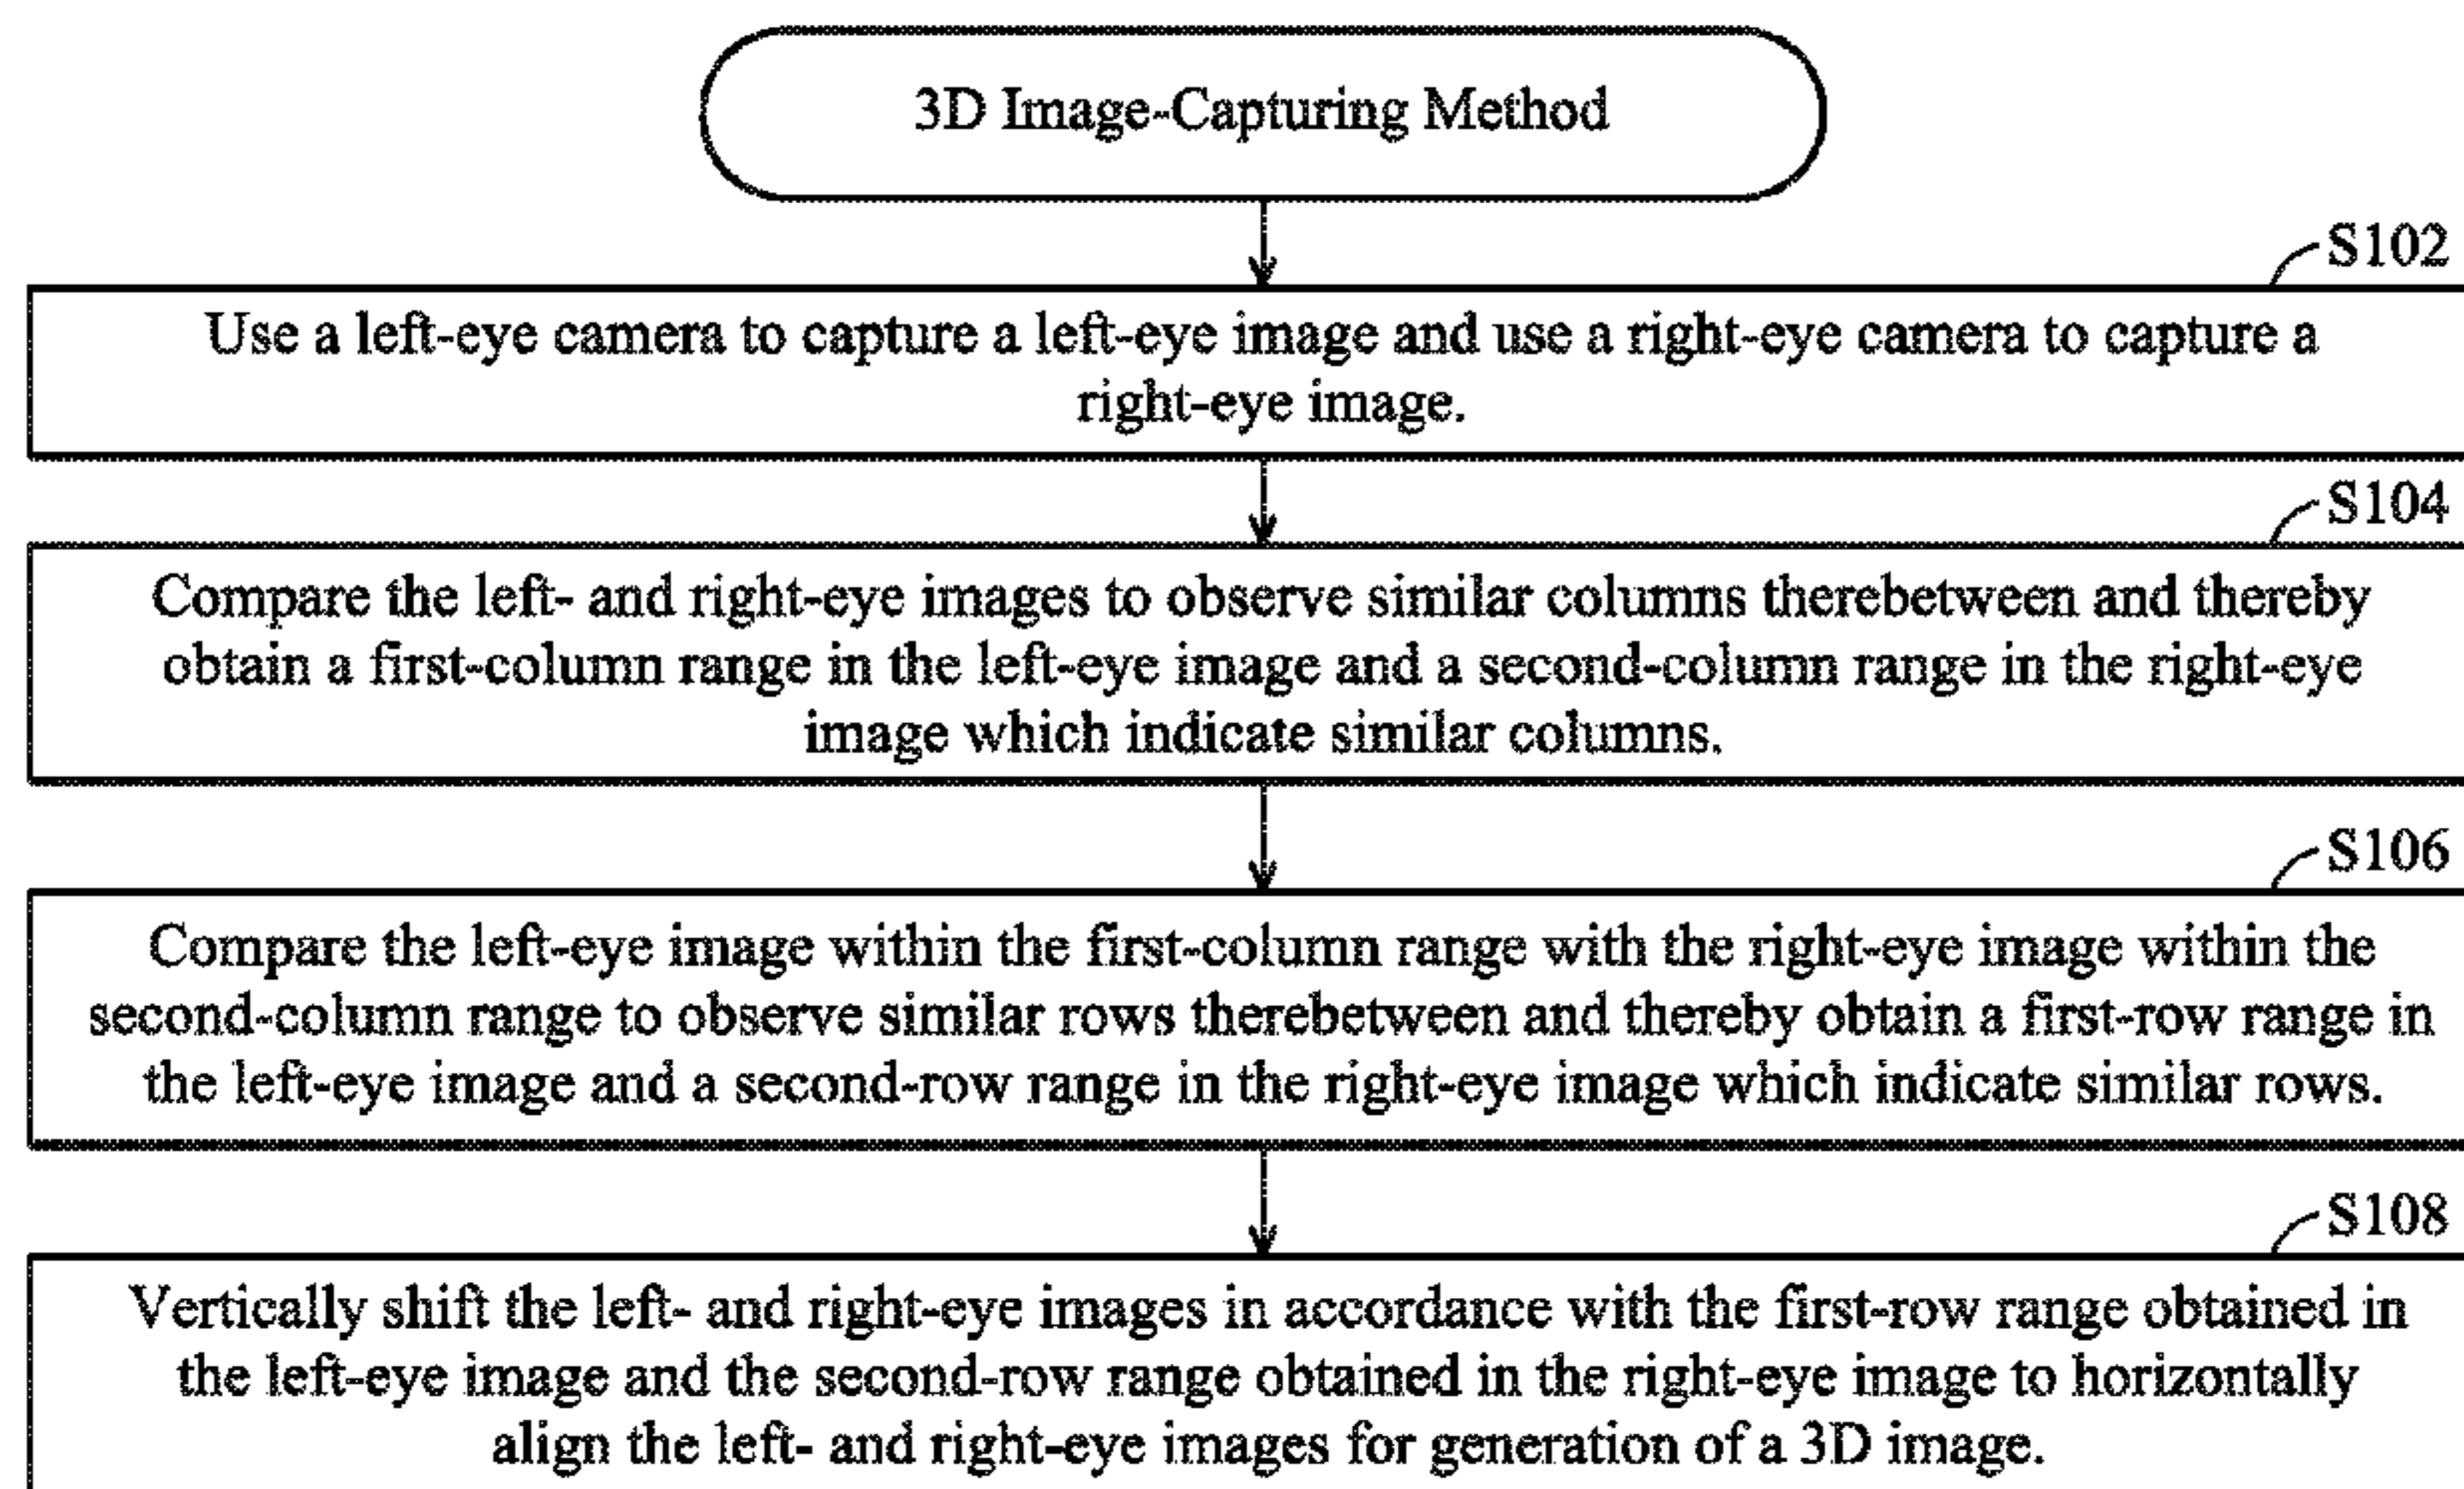 3D Image-Capturing Method
S102
Use a left-eye camera to capture a left-eye image and use a right-eye camera to capture a
right-eye image.
S104
Compare the left- and right-eye images to observe similar columns therebetween and thereby
obtain a first-column range in the left-eye image and a second-column range in the right-eye
image which indicate similar columns.
S106
Compare the left-eye image within the first-column range with the right-eye image within the
second-column range to observe similar rows therebetween and thereby obtain a first-row range in
the left-eye image and a second-row range in the right-eye image which indicate similar rows.
S108
Vertically shift the left- and right-eye images in accordance with the first-row range obtained in
the left-eye image and the second-row range obtained in the right-eye image to horizontally
align the left- and right-eye images for generation of a 3D image.